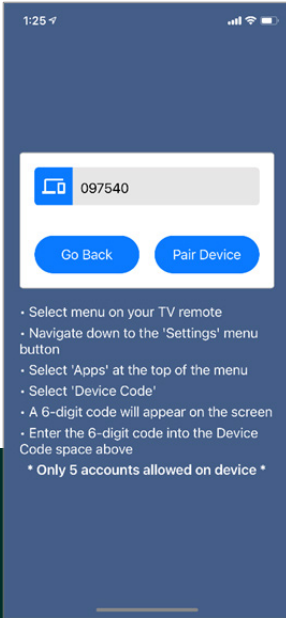 1:25
097540
Go Back Pair Device
• Select menu on your TV remote
• Navigate down to the 'Settings' menu
button
• Select 'Apps' at the top of the menu
• Select 'Device Code'
• A 6-digit code will appear on the screen
• Enter the 6-digit code into the Device
Code space above
* Only 5 accounts allowed on device *